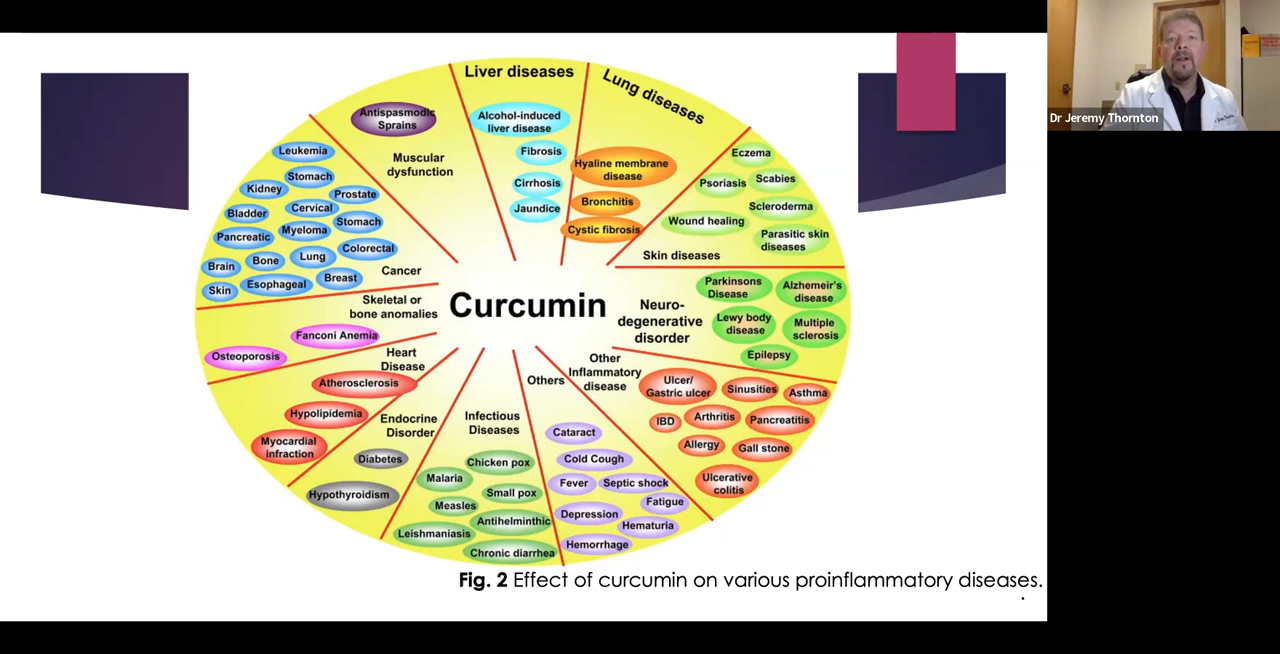 Liver diseases
Alcohol-induced
liver disease
Fibrosis
Cirrhosis
Jaundice
Lung diseases
Hyaline membrane
disease
Bronchitis
Cystic fibrosis
Eczema
Psoriasis
Scabies
Scleroderma
Wound healing
Parasitic skin
diseases
Skin diseases
Neuro-
degenerative
disorder
Parkinsons
Disease
Alzhemeir's
disease
Lewy body
disease
Multiple
sclerosis
Epilepsy
Other
Inflammatory
disease
Ulcer/
Gastric ulcer
Sinusities
Asthma
IBD
Arthritis
Pancreatitis
Allergy
Gall stone
Ulcerative
colitis
Others
Cataract
Cold Cough
Fever
Septic shock
Fatigue
Depression
Hematuria
Hemorrhage
Infectious
Diseases
Chicken pox
Malaria
Small pox
Measles
Antihelminthic
Leishmaniasis
Chronic diarrhea
Endocrine
Disorder
Diabetes
Hypothyroidism
Heart
Disease
Atherosclerosis
Hypolipidemia
Myocardial
infraction
Skeletal or
bone anomalies
Fanconi Anemia
Osteoporosis
Cancer
Leukemia
Stomach
Kidney
Prostate
Cervical
Bladder
Stomach
Myeloma
Pancreatic
Colorectal
Lung
Bone
Brain
Breast
Esophageal
Skin
Antispasmodic
Sprains
Muscular
dysfunction
Curcumin
Fig. 2 Effect of curcumin on various proinflammatory diseases.
.
Dr Jeremy Thornton